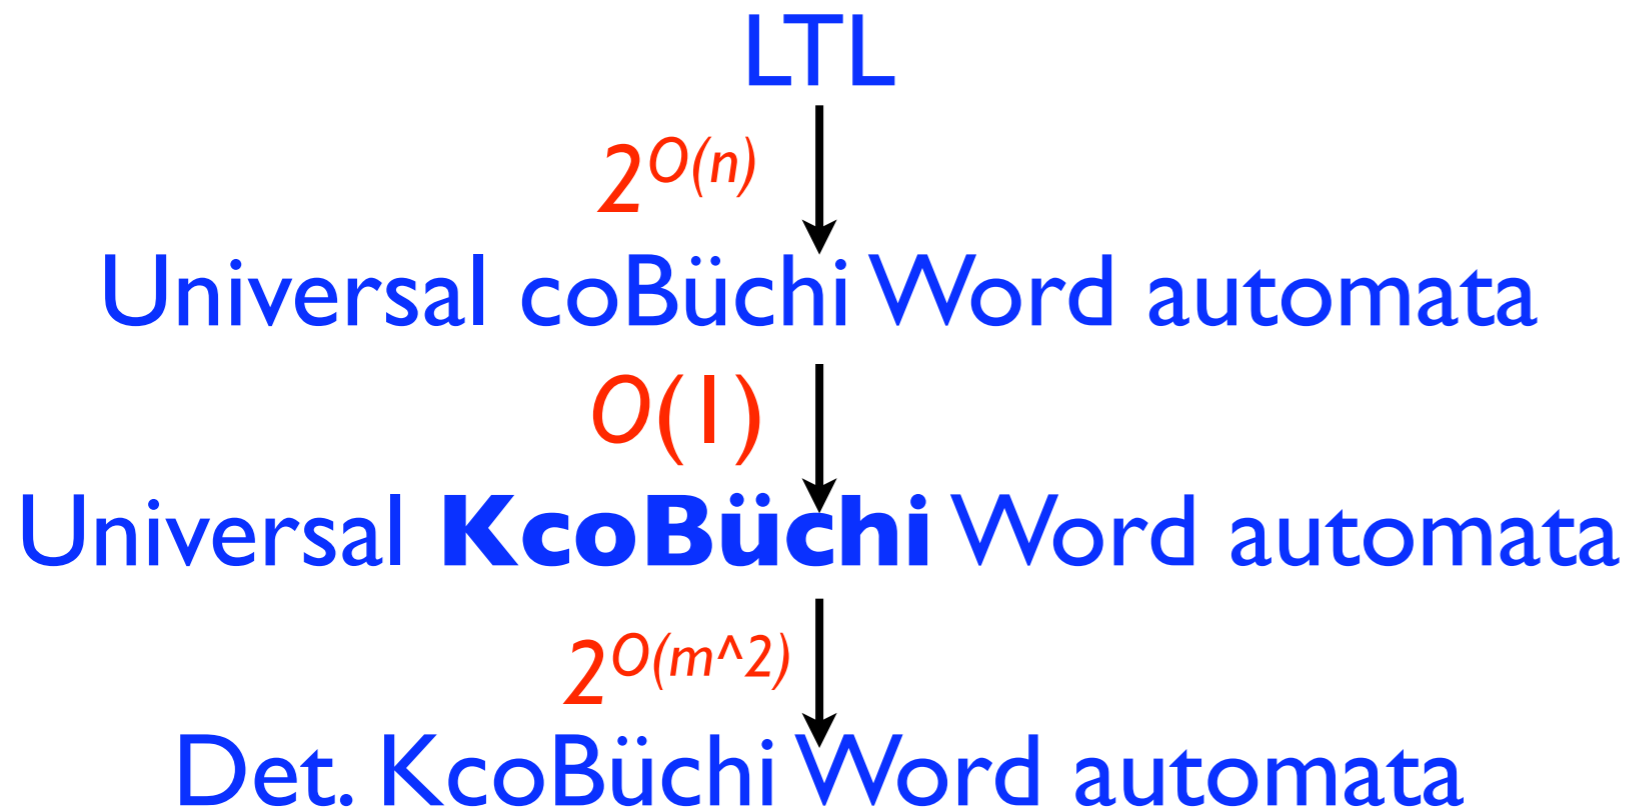 LTL
2^O(n)
Universal coBüchi Word automata
O(1)
Universal KcoBüchi Word automata
2^O(m^2)
Det. KcoBüchi Word automata